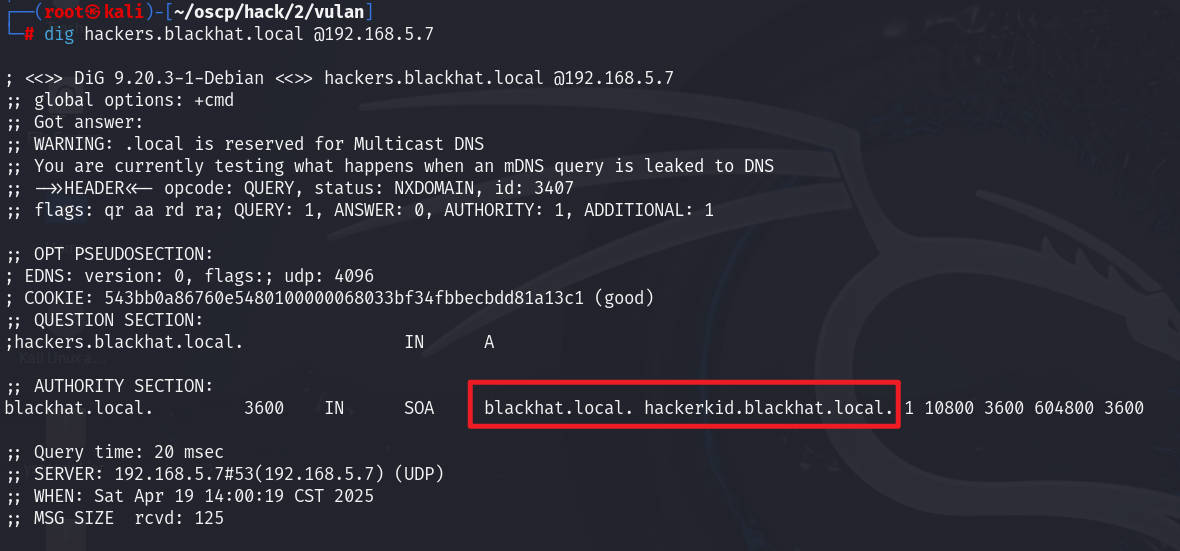 ┌──(root㉿kali)-[~/oscp/hack/2/vulan]
└─# dig hackers.blackhat.local @192.168.5.7
; <<>> DiG 9.20.3-1-Debian <<>> hackers.blackhat.local @192.168.5.7
;; global options: +cmd
;; Got answer:
;; WARNING: .local is reserved for Multicast DNS
;; You are currently testing what happens when an mDNS query is leaked to DNS
;; ->>HEADER<<- opcode: QUERY, status: NXDOMAIN, id: 3407
;; flags: qr aa rd ra; QUERY: 1, ANSWER: 0, AUTHORITY: 1, ADDITIONAL: 1
;; OPT PSEUDOSECTION:
; EDNS: version: 0, flags:; udp: 4096
; COOKIE: 543bb0a86760e5480100000068033bf34fbbecbdd81a13c1 (good)
;; QUESTION SECTION:
;hackers.blackhat.local. IN A
;; AUTHORITY SECTION:
blackhat.local. 3600 IN SOA blackhat.local. hackerkid.blackhat.local. 1 10800 3600 604800 3600
;; Query time: 20 msec
;; SERVER: 192.168.5.7#53(192.168.5.7) (UDP)
;; WHEN: Sat Apr 19 14:00:19 CST 2025
;; MSG SIZE rcvd: 125